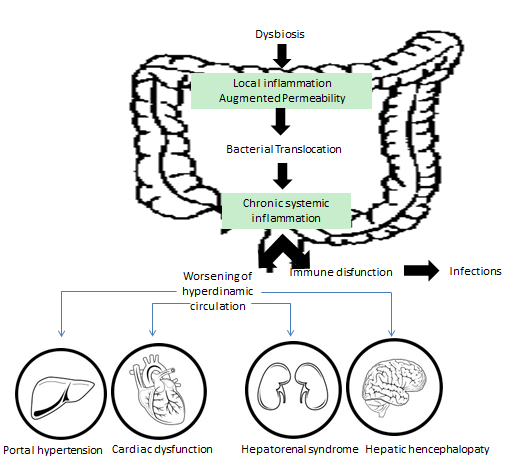 Dysbiosis
Local inflammation
Augmented Permeability
Bacterial Translocation
Chronic systemic
inflammation
Worsening of
hyperdinamic
circulation
Immune disfunction
Infections
Portal hypertension
Cardiac dysfunction
Hepatorenal syndrome
Hepatic hencephalopaty